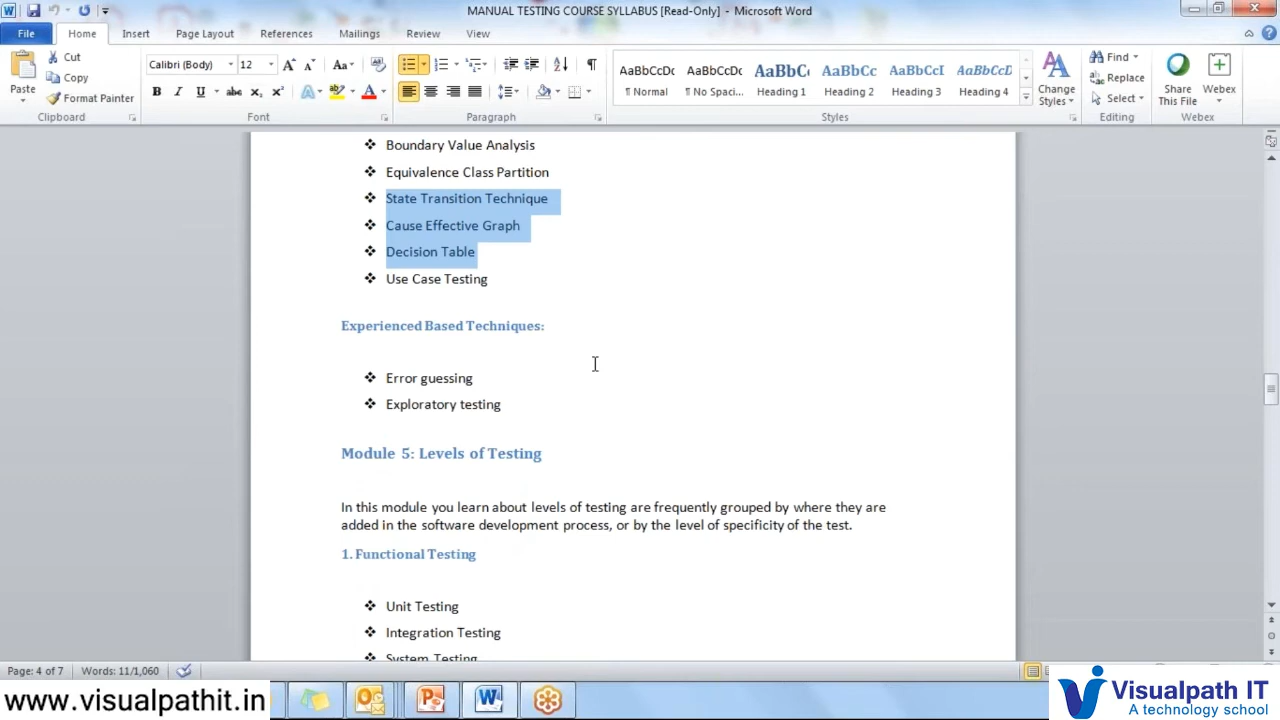 MANUAL TESTING COURSE SYLLABUS [Read-Only] - Microsoft Word
File Home Insert Page Layout References Mailings Review View
Paste
Cut
Copy
Format Painter
Clipboard
Calibri (Body) 12
Font
Paragraph
AaBbCcDc AaBbCcDc AaBbC AaBbCc AaBbCcI AaBbCcD
¶ Normal ¶ No Spaci... Heading 1 Heading 2 Heading 3 Heading 4
Change Styles
Styles
Find
Replace
Select
Editing
Share This File
Webex
Webex
❖ Boundary Value Analysis
❖ Equivalence Class Partition
❖ State Transition Technique
❖ Cause Effective Graph
❖ Decision Table
❖ Use Case Testing
Experienced Based Techniques:
❖ Error guessing
❖ Exploratory testing
Module 5: Levels of Testing
In this module you learn about levels of testing are frequently grouped by where they are
added in the software development process, or by the level of specificity of the test.
1. Functional Testing
❖ Unit Testing
❖ Integration Testing
❖ System Testing
Page: 4 of 7 Words: 11/1,060
www.visualpathit.in
Visualpath IT
A technology school